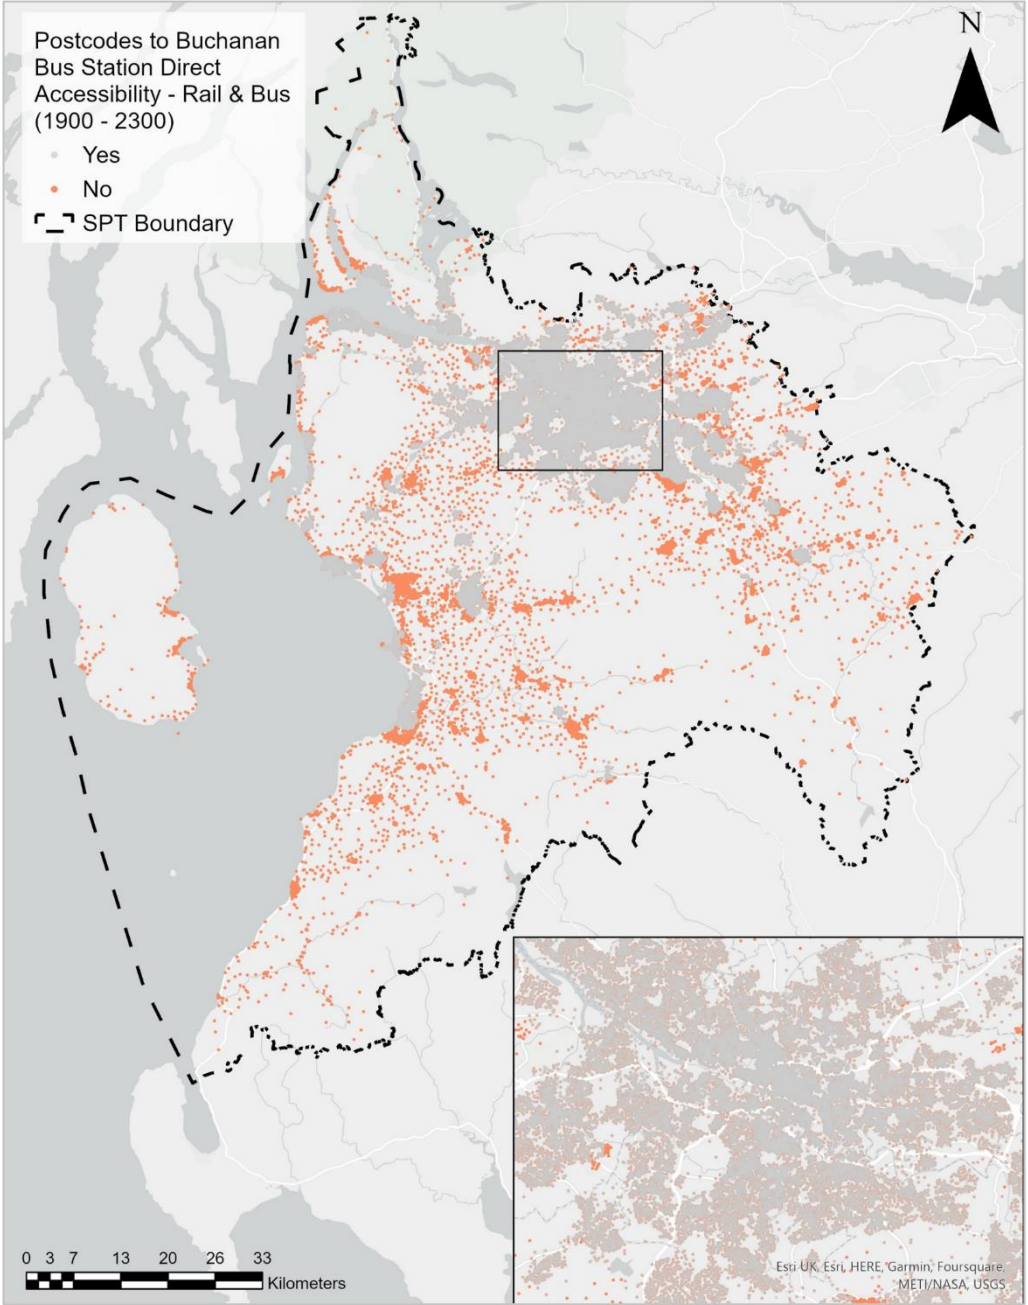 Postcodes to Buchanan
Bus Station Direct
Accessibility - Rail & Bus
(1900 - 2300)
Yes
No
SPT Boundary
N
0 3 7 13 20 26 33
Kilometers
Esri UK, Esri, HERE, Garmin, Foursquare,
METI/NASA, USGS